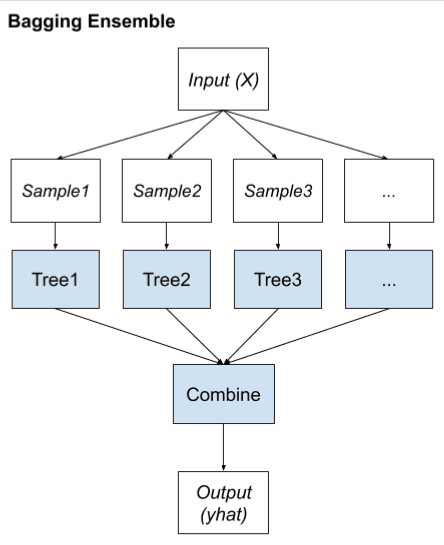 Bagging Ensemble
Input (X)
Sample1
Sample2
Sample3
...
Tree1
Tree2
Tree3
...
Combine
Output
(yhat)